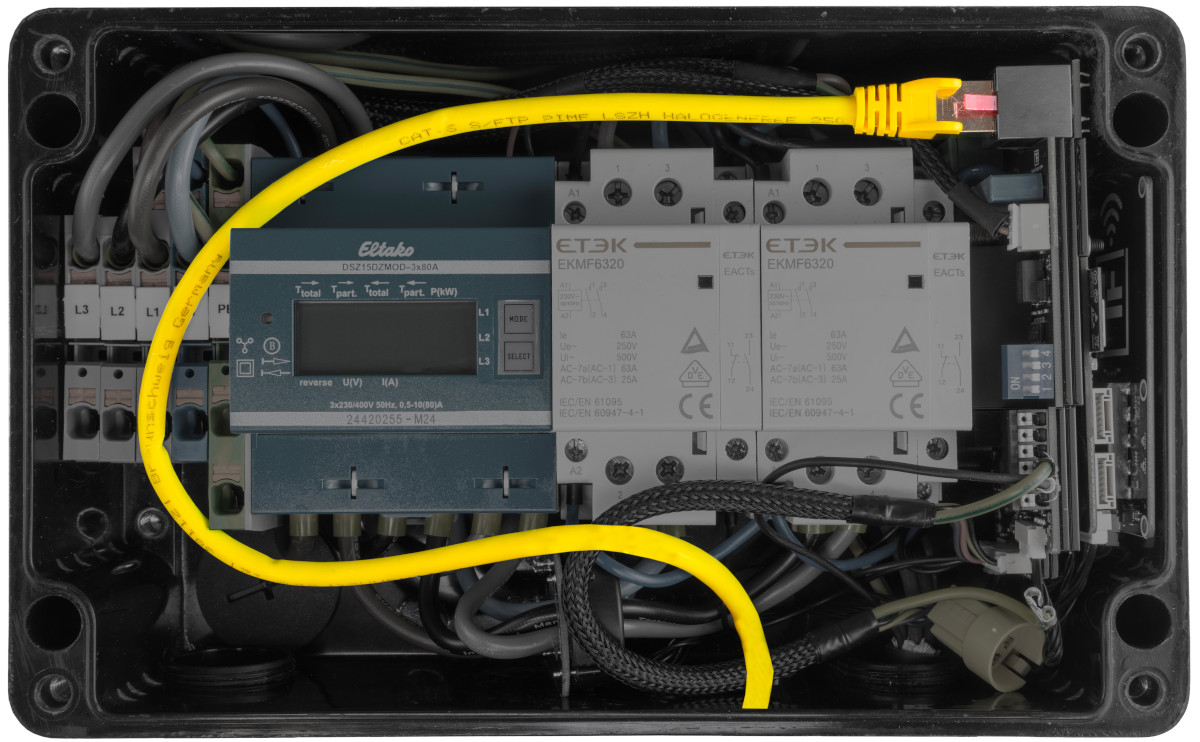 CAT·6 S/FTP PIMF LSZH HALOGENFREE 250
Germany
L3
L2
L1
PE
Eltako
DSZ15DZMOD-3x80A
Ttotal Tpart. Ttotal Tpart. P(kW)
L1
L2
L3
MODE
SELECT
B
reverse U(V) I(A)
3x230/400V 50Hz, 0,5-10(80)A
24420255 - M24
A1
1
3
ETEK
EKMF6320
ETEK
EACTs
Ie 63A
Ue~ 250V
Ui~ 500V
AC-7a(AC-1) 63A
AC-7b(AC-3) 25A
IEC/EN 61095
IEC/EN 60947-4-1
CE
A2
2
A1
1
3
ETEK
EKMF6320
ETEK
EACTs
Ie 63A
Ue~ 250V
Ui~ 500V
AC-7a(AC-1) 63A
AC-7b(AC-3) 25A
IEC/EN 61095
IEC/EN 60947-4-1
CE
ON
1 2 3 4